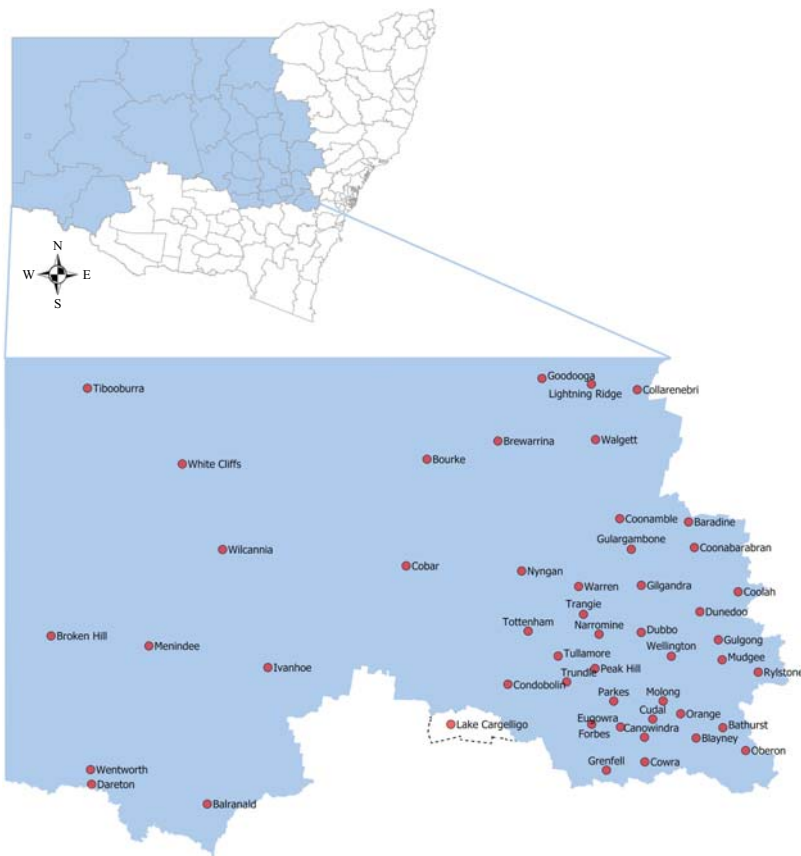 N
W E
S
Goodooga
Tibooburra
Lightning Ridge
Collarenebri
Brewarrina
Walgett
Bourke
White Cliffs
Coonamble
Baradine
Gulargambone
Wilcannia
Coonabarabran
Cobar
Nyngan
Warren
Gilgandra
Coolah
Trangie
Dunedoo
Tottenham
Narromine
Dubbo
Broken Hill
Gulgong
Menindee
Wellington
Tullamore
Mudgee
Ivanhoe
Trundle
Peak Hill
Rylstone
Condobolin
Parkes
Molong
Orange
Cudal
Lake Cargelligo
Eugowra
Canowindra
Bathurst
Forbes
Blayney
Oberon
Grenfell
Cowra
Wentworth
Dareton
Balranald